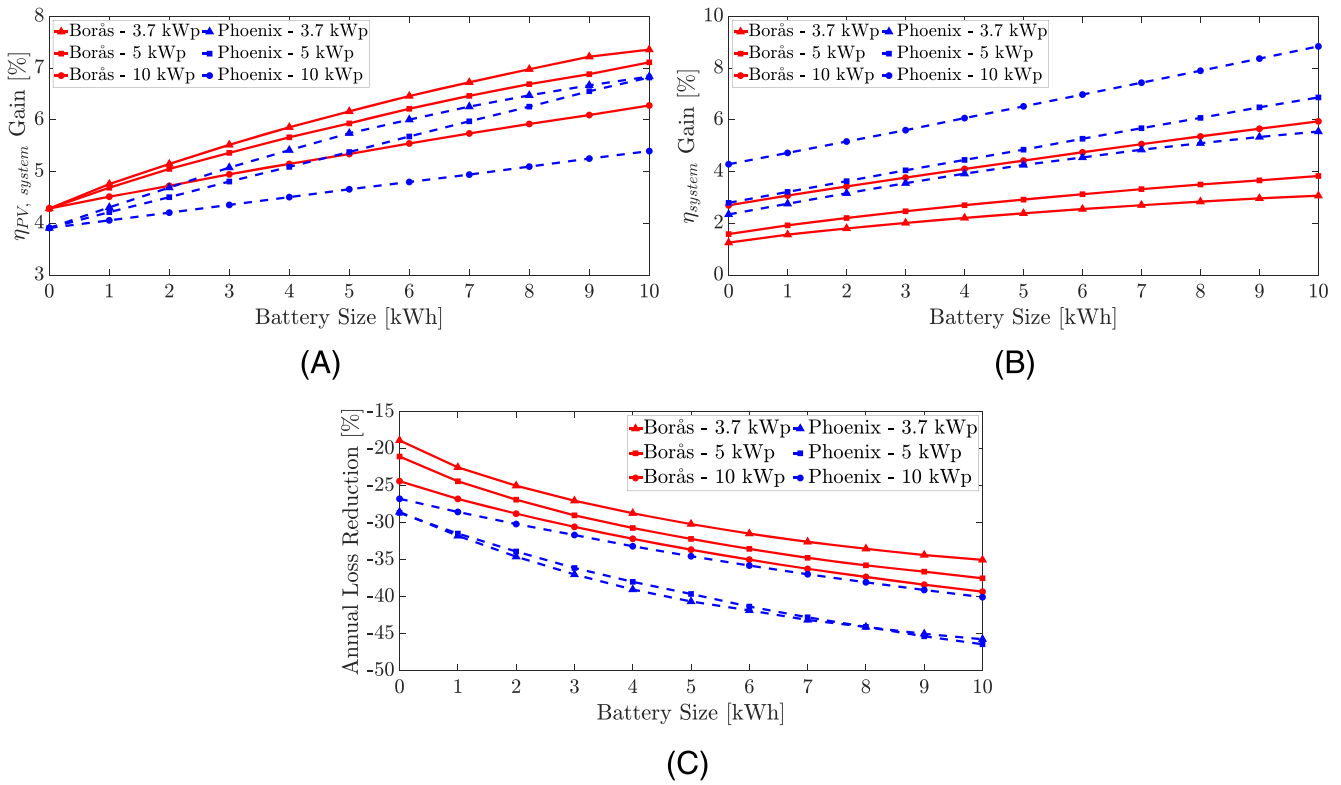 8
7
6
5
4
3
η_{PV, system} Gain [%]
Borås - 3.7 kWp
Borås - 5 kWp
Borås - 10 kWp
Phoenix - 3.7 kWp
Phoenix - 5 kWp
Phoenix - 10 kWp
0 1 2 3 4 5 6 7 8 9 10
Battery Size [kWh]
(A)
10
8
6
4
2
0
η_{system} Gain [%]
Borås - 3.7 kWp
Borås - 5 kWp
Borås - 10 kWp
Phoenix - 3.7 kWp
Phoenix - 5 kWp
Phoenix - 10 kWp
0 1 2 3 4 5 6 7 8 9 10
Battery Size [kWh]
(B)
-15
-20
-25
-30
-35
-40
-45
-50
Annual Loss Reduction [%]
Borås - 3.7 kWp
Borås - 5 kWp
Borås - 10 kWp
Phoenix - 3.7 kWp
Phoenix - 5 kWp
Phoenix - 10 kWp
0 1 2 3 4 5 6 7 8 9 10
Battery Size [kWh]
(C)